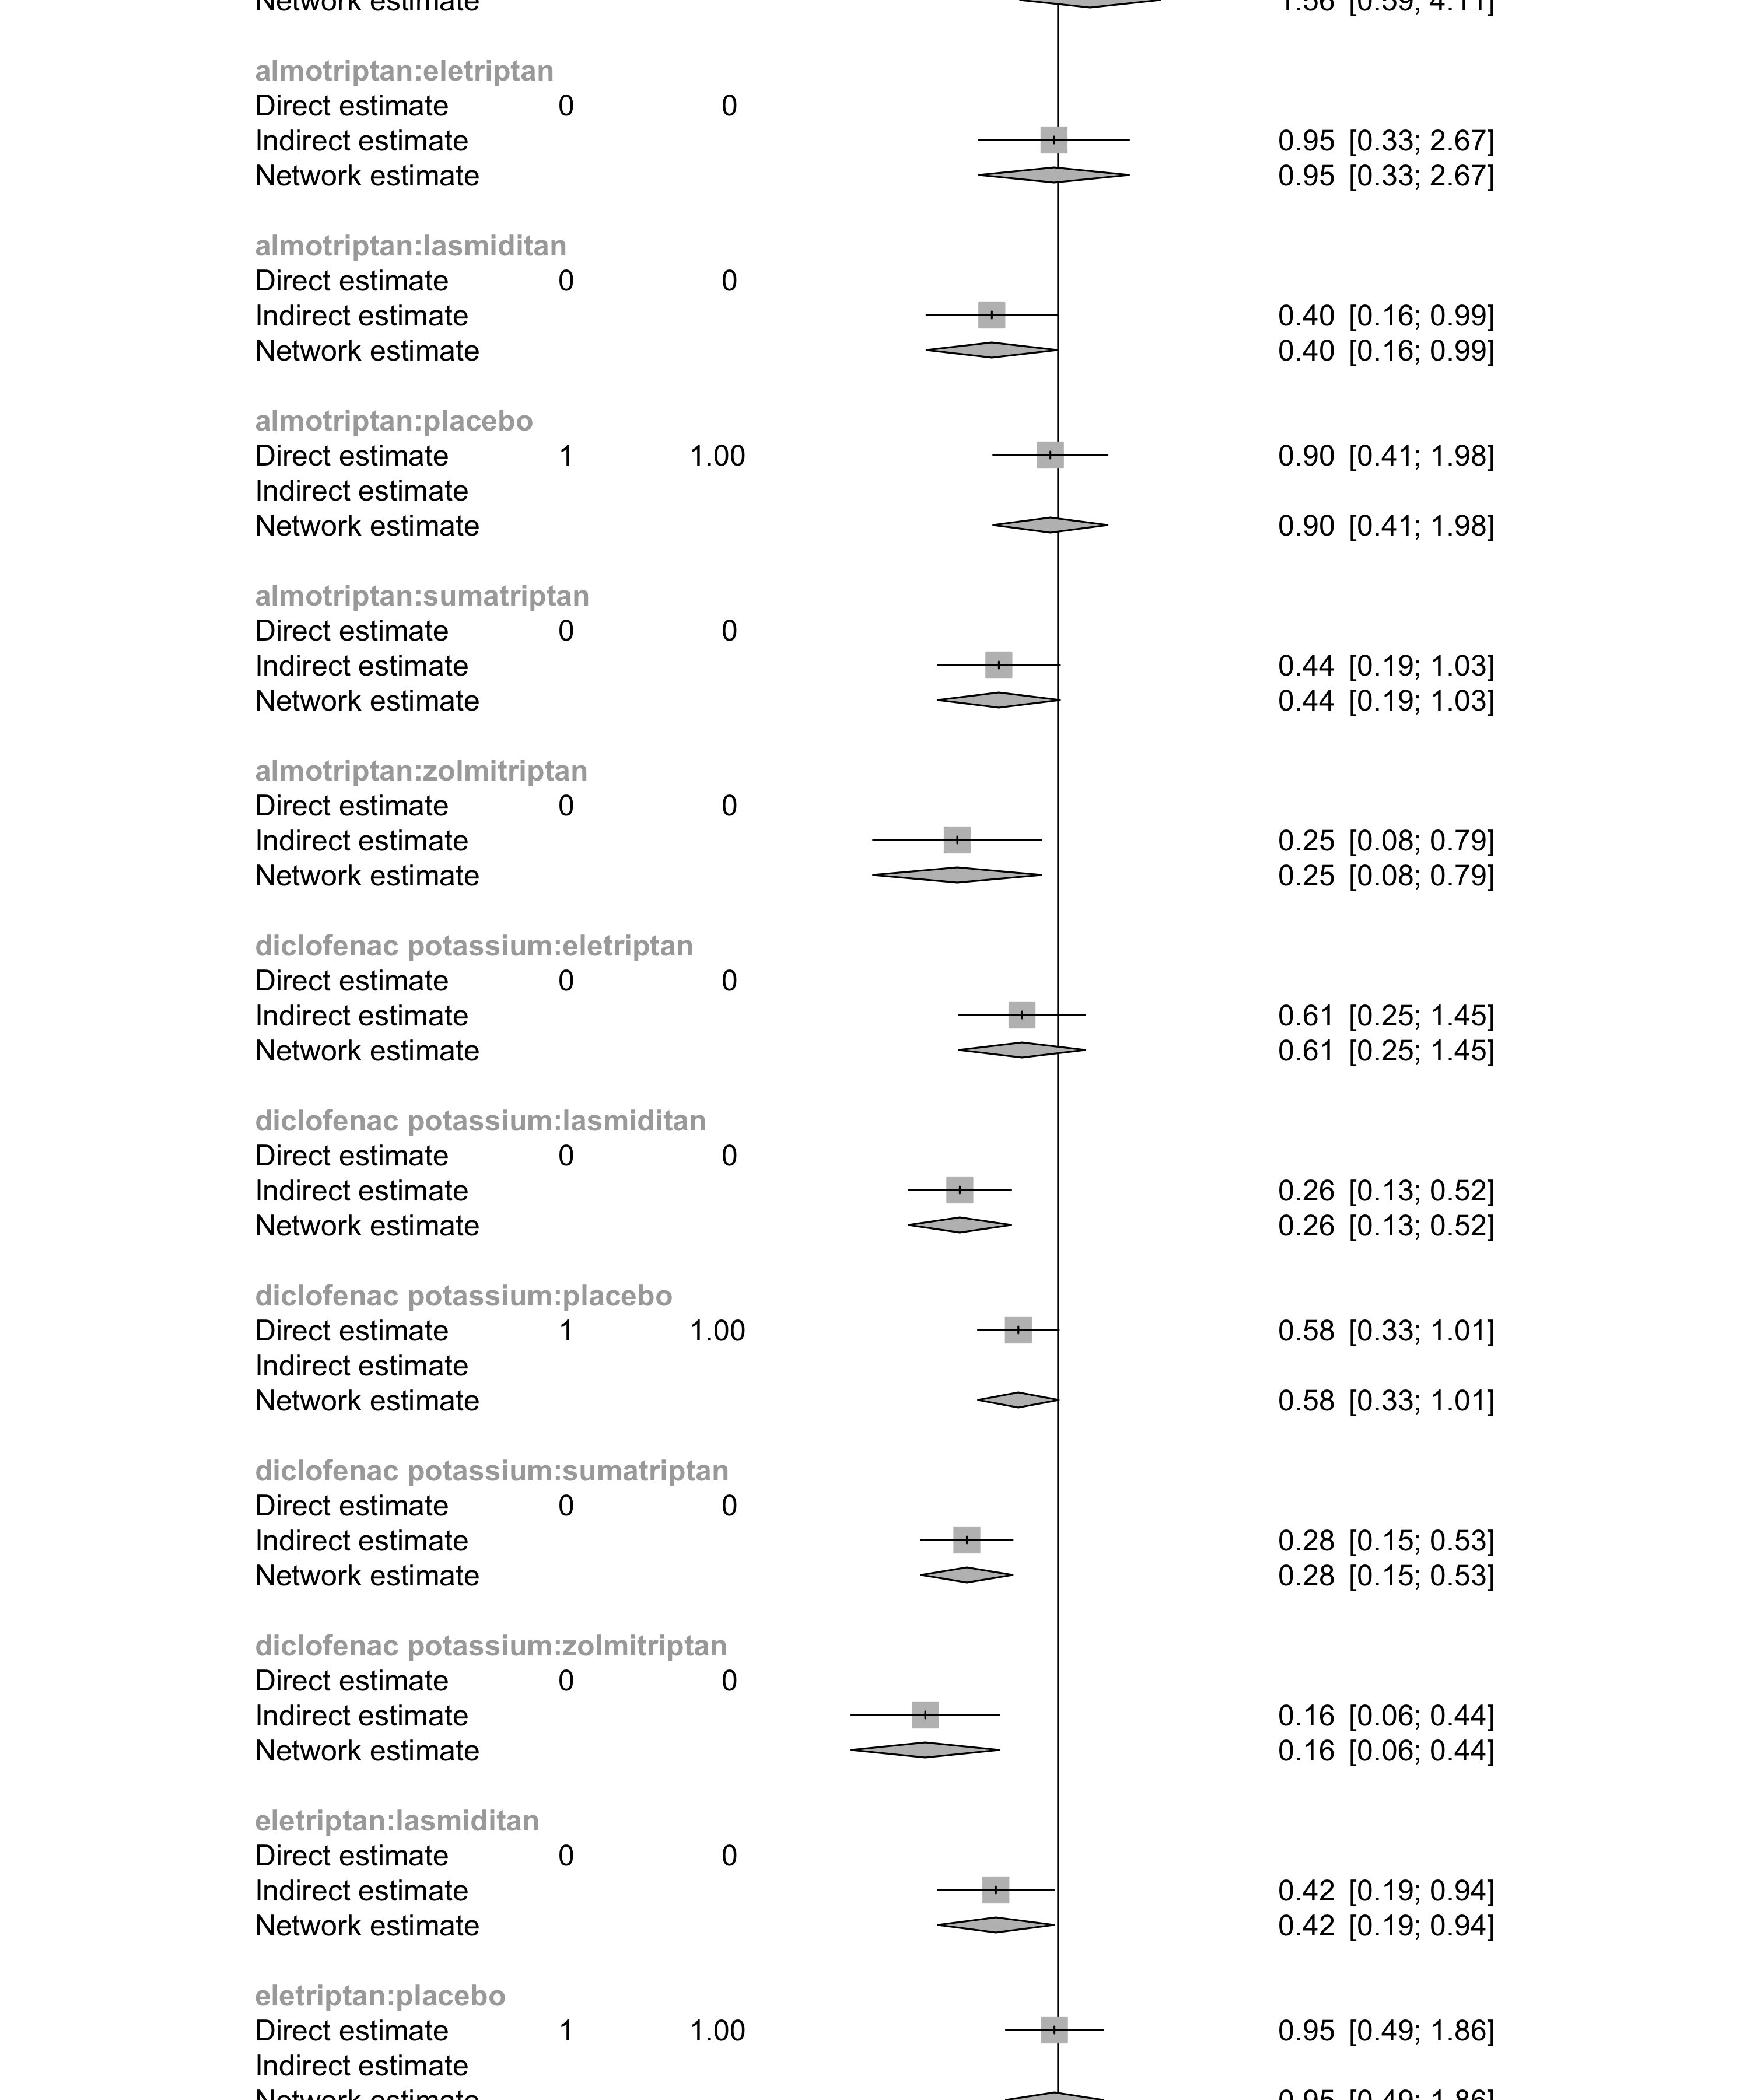 Network estimate 1.56 [0.59; 4.11]
almotriptan:eletriptan
Direct estimate 0 0
Indirect estimate 0.95 [0.33; 2.67]
Network estimate 0.95 [0.33; 2.67]
almotriptan:lasmiditan
Direct estimate 0 0
Indirect estimate 0.40 [0.16; 0.99]
Network estimate 0.40 [0.16; 0.99]
almotriptan:placebo
Direct estimate 1 1.00 0.90 [0.41; 1.98]
Indirect estimate
Network estimate 0.90 [0.41; 1.98]
almotriptan:sumatriptan
Direct estimate 0 0
Indirect estimate 0.44 [0.19; 1.03]
Network estimate 0.44 [0.19; 1.03]
almotriptan:zolmitriptan
Direct estimate 0 0
Indirect estimate 0.25 [0.08; 0.79]
Network estimate 0.25 [0.08; 0.79]
diclofenac potassium:eletriptan
Direct estimate 0 0
Indirect estimate 0.61 [0.25; 1.45]
Network estimate 0.61 [0.25; 1.45]
diclofenac potassium:lasmiditan
Direct estimate 0 0
Indirect estimate 0.26 [0.13; 0.52]
Network estimate 0.26 [0.13; 0.52]
diclofenac potassium:placebo
Direct estimate 1 1.00 0.58 [0.33; 1.01]
Indirect estimate
Network estimate 0.58 [0.33; 1.01]
diclofenac potassium:sumatriptan
Direct estimate 0 0
Indirect estimate 0.28 [0.15; 0.53]
Network estimate 0.28 [0.15; 0.53]
diclofenac potassium:zolmitriptan
Direct estimate 0 0
Indirect estimate 0.16 [0.06; 0.44]
Network estimate 0.16 [0.06; 0.44]
eletriptan:lasmiditan
Direct estimate 0 0
Indirect estimate 0.42 [0.19; 0.94]
Network estimate 0.42 [0.19; 0.94]
eletriptan:placebo
Direct estimate 1 1.00 0.95 [0.49; 1.86]
Indirect estimate
Network estimate 0.95 [0.49; 1.86]